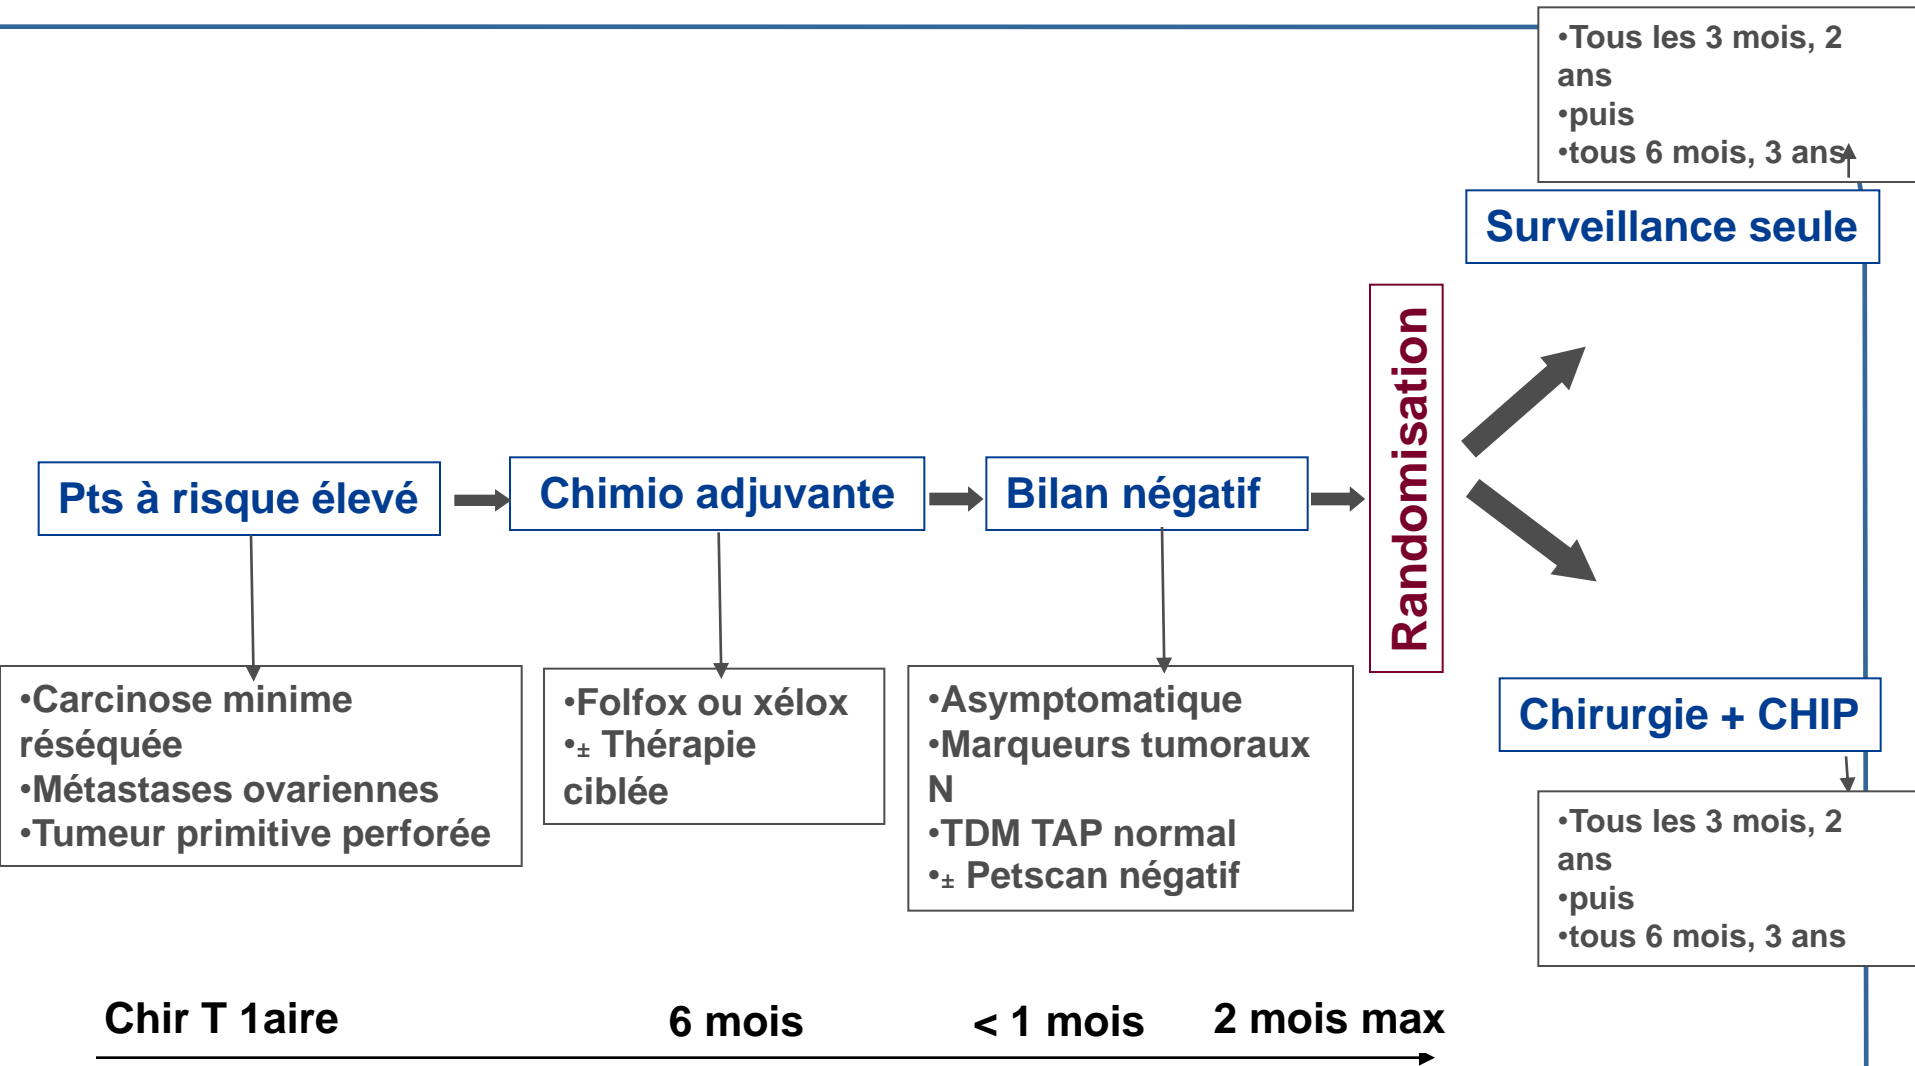 •Tous les 3 mois, 2
ans
•puis
•tous 6 mois, 3 ans
Surveillance seule
Randomisation
Pts à risque élevé
Chimio adjuvante
Bilan négatif
•Carcinose minime
réséquée
•Métastases ovariennes
•Tumeur primitive perforée
•Folfox ou xélox
•± Thérapie
ciblée
•Asymptomatique
•Marqueurs tumoraux
N
•TDM TAP normal
•± Petscan négatif
Chirurgie + CHIP
•Tous les 3 mois, 2
ans
•puis
•tous 6 mois, 3 ans
Chir T 1aire
6 mois
< 1 mois
2 mois max